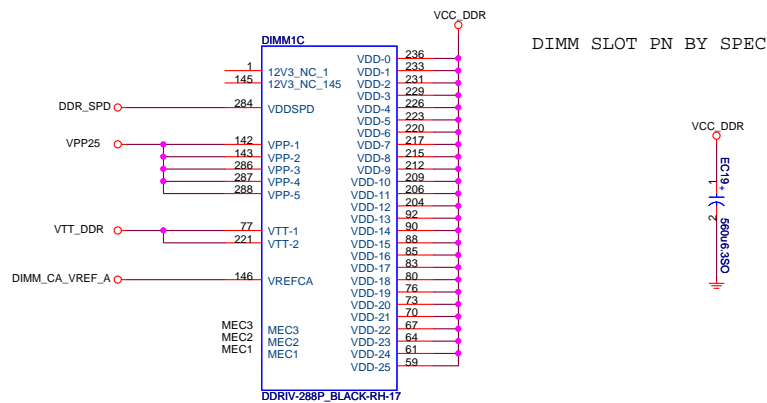 VCC_DDR
DIMM SLOT PN BY SPEC
DIMM1C
1 12V3_NC_1
145 12V3_NC_145
DDR_SPD 284 VDDSPD
VPP25 142 VPP-1
143 VPP-2
286 VPP-3
287 VPP-4
288 VPP-5
VTT_DDR 77 VTT-1
221 VTT-2
DIMM_CA_VREF_A 146 VREFCA
MEC3 MEC3
MEC2 MEC2
MEC1 MEC1
VDD-0 236
VDD-1 233
VDD-2 231
VDD-3 229
VDD-4 226
VDD-5 223
VDD-6 220
VDD-7 217
VDD-8 215
VDD-9 212
VDD-10 209
VDD-11 206
VDD-12 204
VDD-13 92
VDD-14 90
VDD-15 88
VDD-16 85
VDD-17 83
VDD-18 80
VDD-19 76
VDD-20 73
VDD-21 70
VDD-22 67
VDD-23 64
VDD-24 61
VDD-25 59
DDRIV-288P_BLACK-RH-17
VCC_DDR
EC19
1
+
2
560u6.3SO